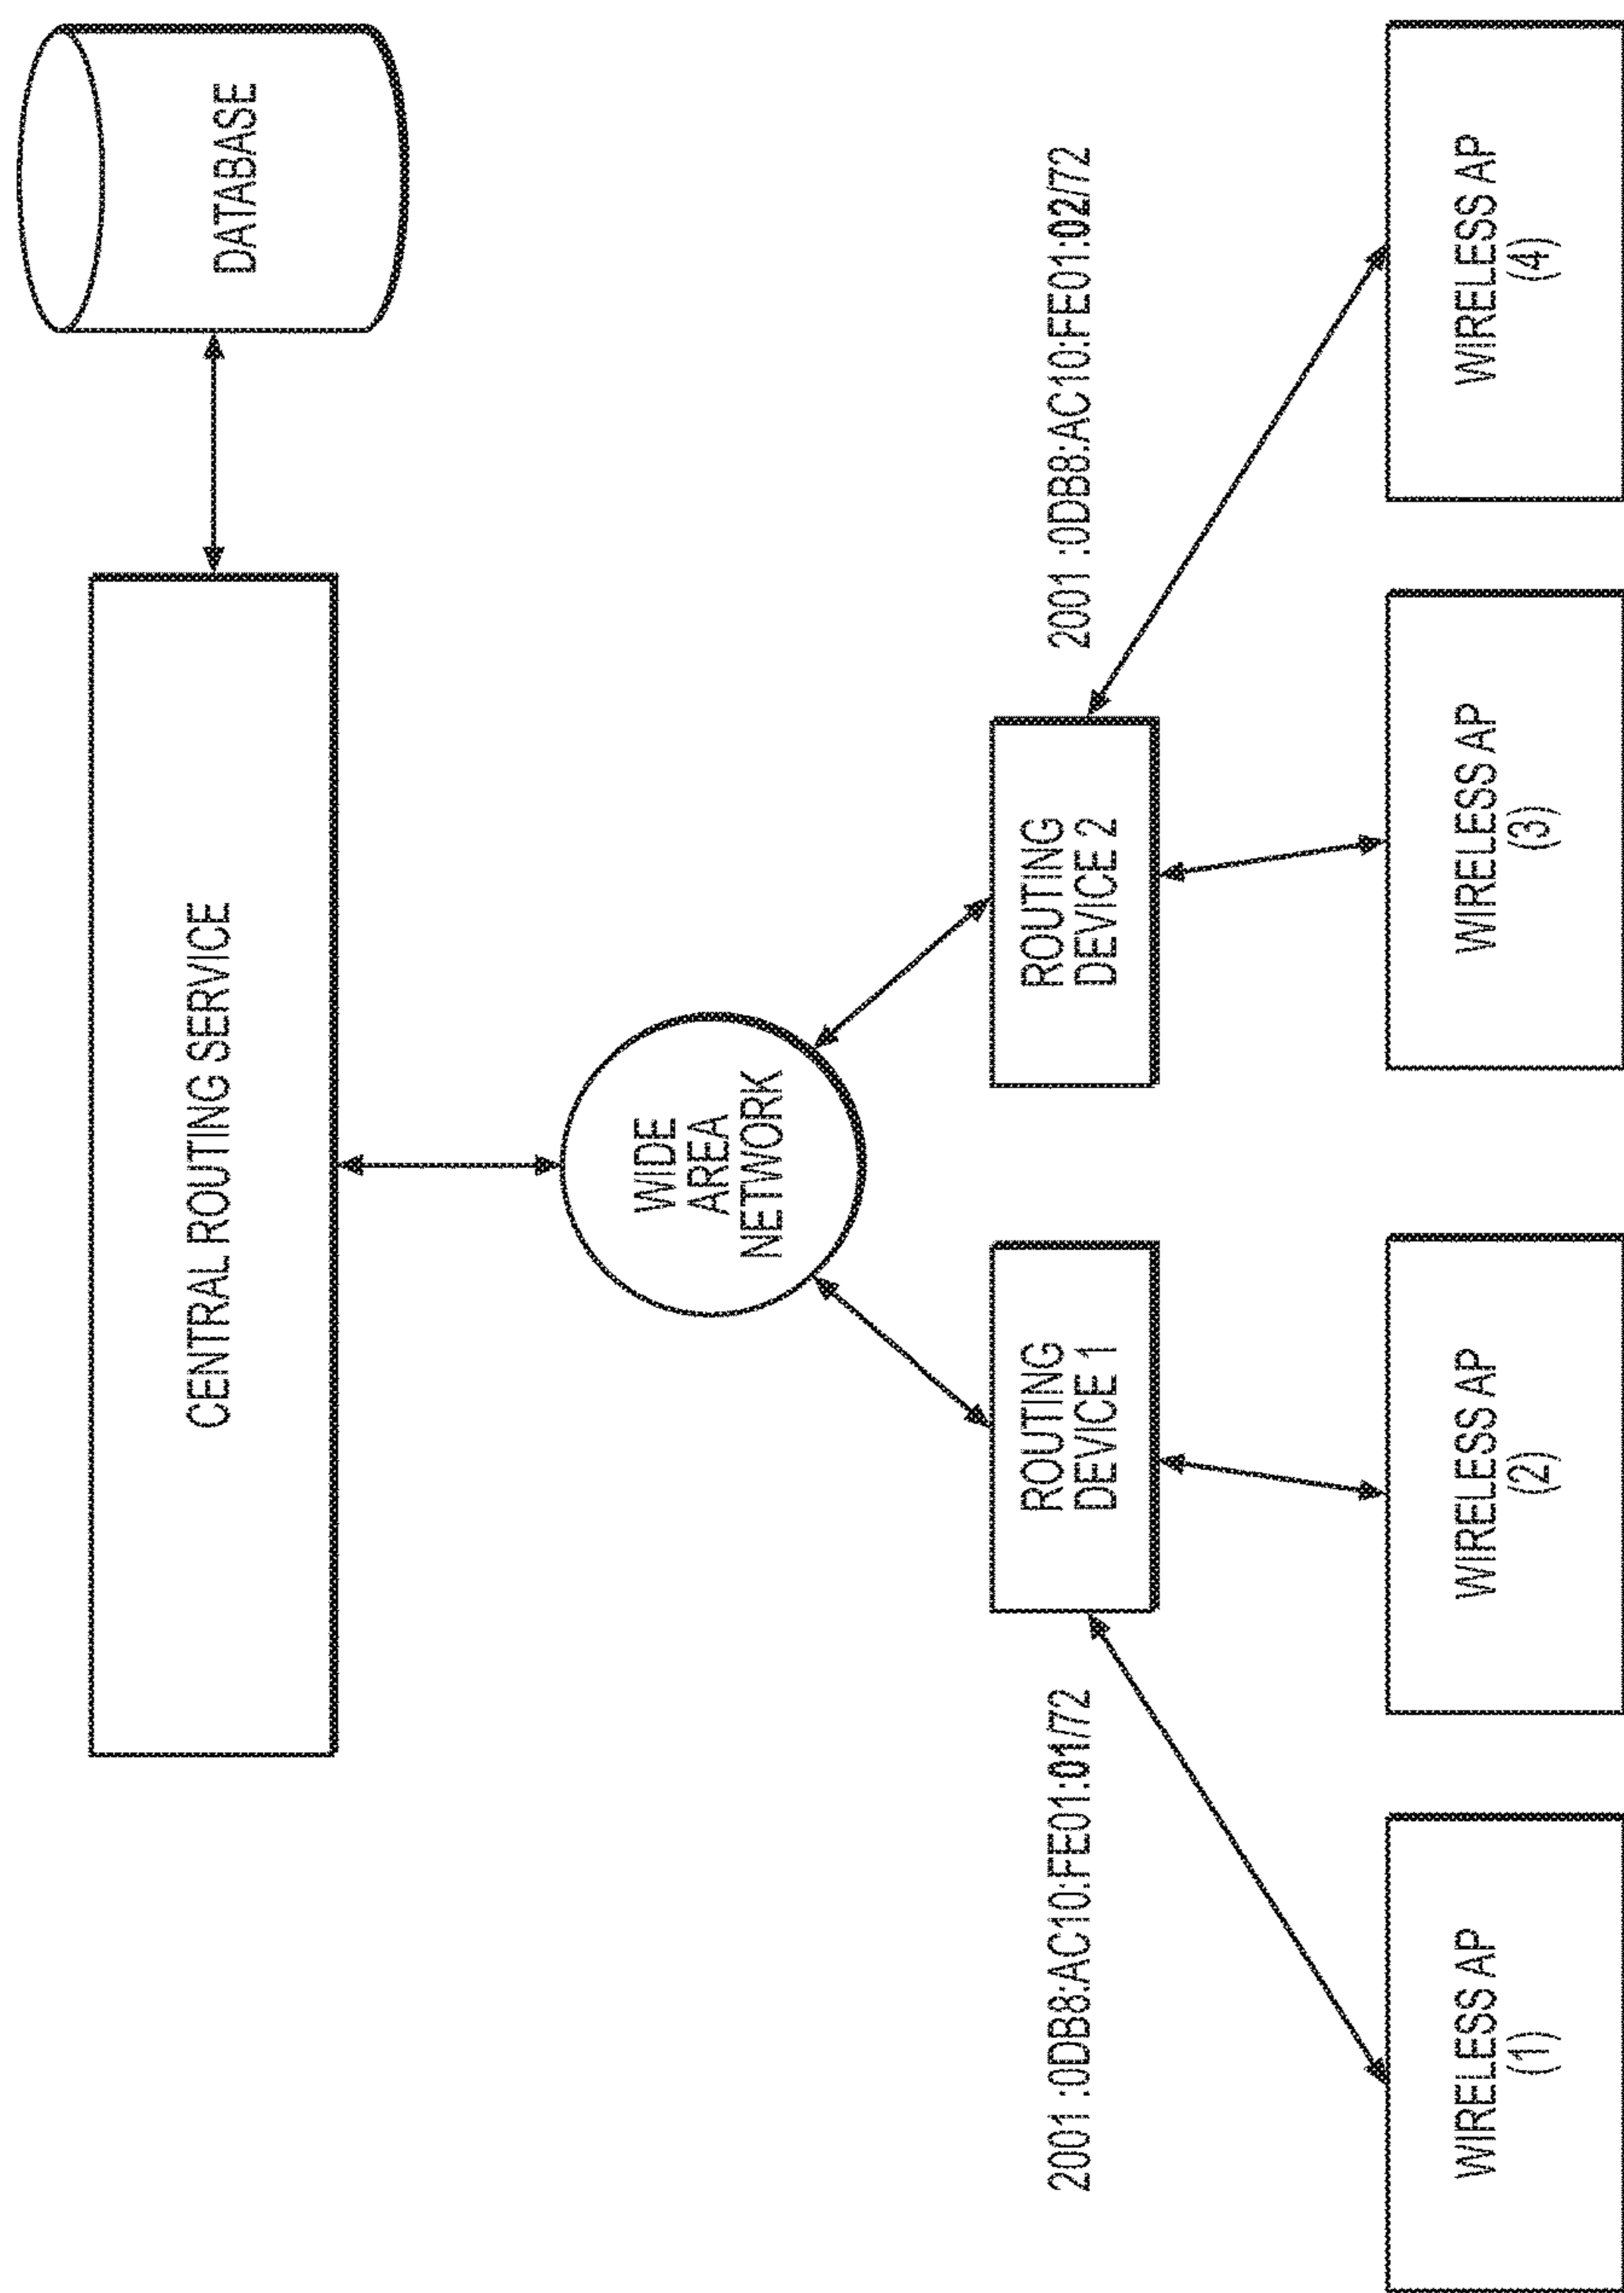 CENTRAL ROUTING SERVICE
DATABASE
WIDE
AREA
NETWORK
2001 :0DB8:AC10:FE01:01/72
ROUTING
DEVICE 1
ROUTING
DEVICE 2
2001 :0DB8:AC10:FE01:02/72
WIRELESS AP
(1)
WIRELESS AP
(2)
WIRELESS AP
(3)
WIRELESS AP
(4)